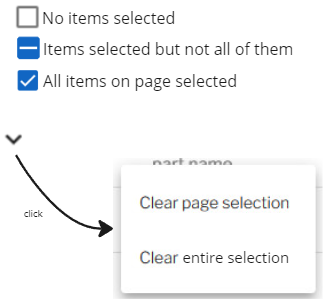 No items selected
Items selected but not all of them
All items on page selected
part name
click
Clear page selection
Clear entire selection